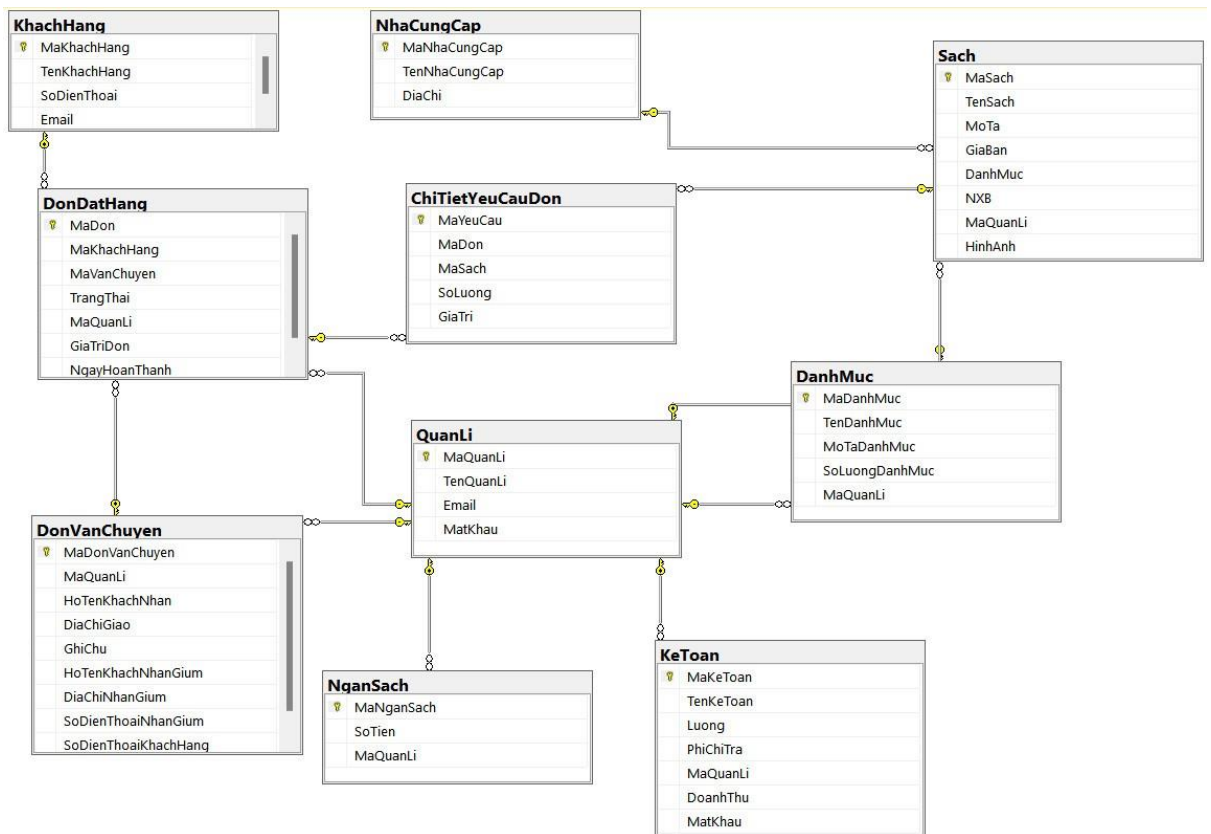 KhachHang
MaKhachHang
TenKhachHang
SoDienThoai
Email
NhaCungCap
MaNhaCungCap
TenNhaCungCap
DiaChi
Sach
MaSach
TenSach
MoTa
GiaBan
DanhMuc
NXB
MaQuanLi
HinhAnh
DonDatHang
MaDon
MaKhachHang
MaVanChuyen
TrangThai
MaQuanLi
GiaTriDon
NgayHoanThanh
ChiTietYeuCauDon
MaYeuCau
MaDon
MaSach
SoLuong
GiaTri
DanhMuc
MaDanhMuc
TenDanhMuc
MoTaDanhMuc
SoLuongDanhMuc
MaQuanLi
QuanLi
MaQuanLi
TenQuanLi
Email
MatKhau
DonVanChuyen
MaDonVanChuyen
MaQuanLi
HoTenKhachNhan
DiaChiGiao
GhiChu
HoTenKhachNhanGium
DiaChiNhanGium
SoDienThoaiNhanGium
SoDienThoaiKhachHang
NganSach
MaNganSach
SoTien
MaQuanLi
KeToan
MaKeToan
TenKeToan
Luong
PhiChiTra
MaQuanLi
DoanhThu
MatKhau